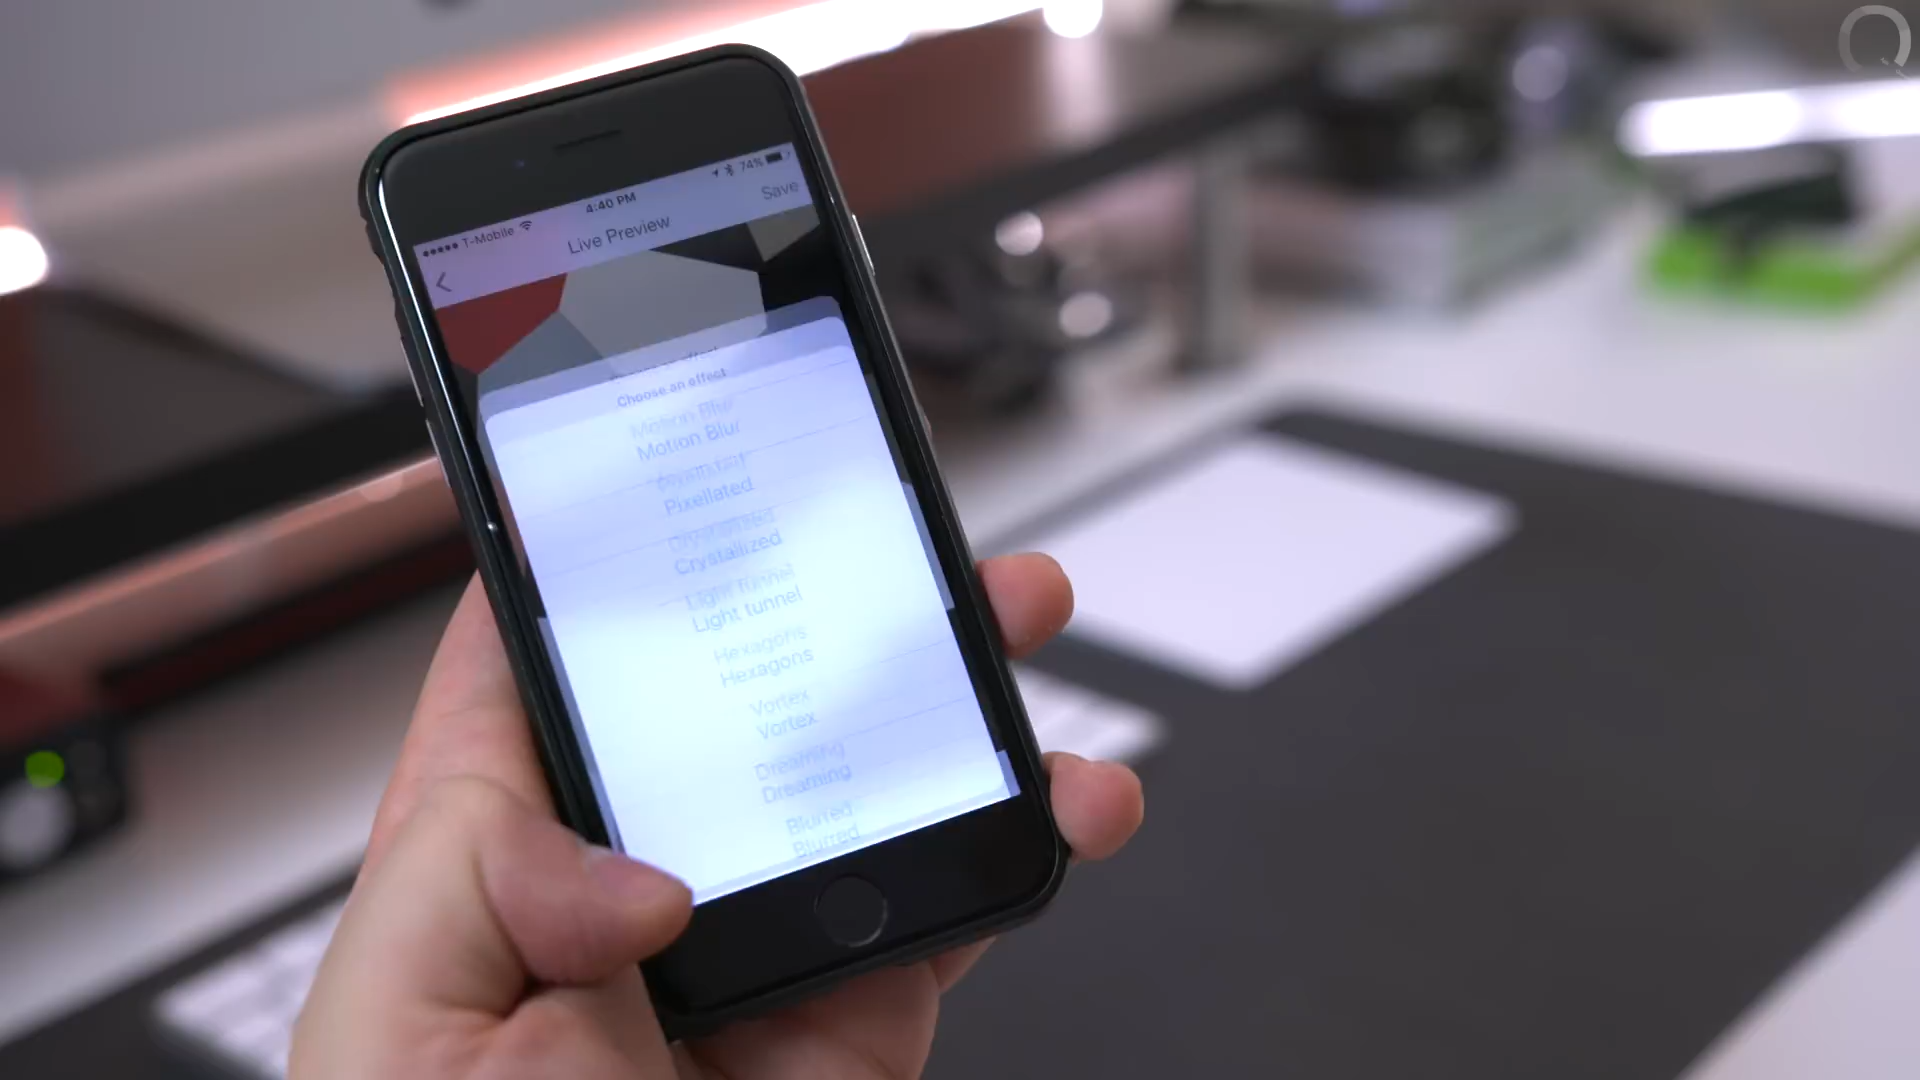 T-Mobile 4:40 PM 74%
Live Preview Save
Choose an effect
Motion Blur
Pixellated
Crystallized
Light tunnel
Hexagons
Vortex
Dreaming
Blurred